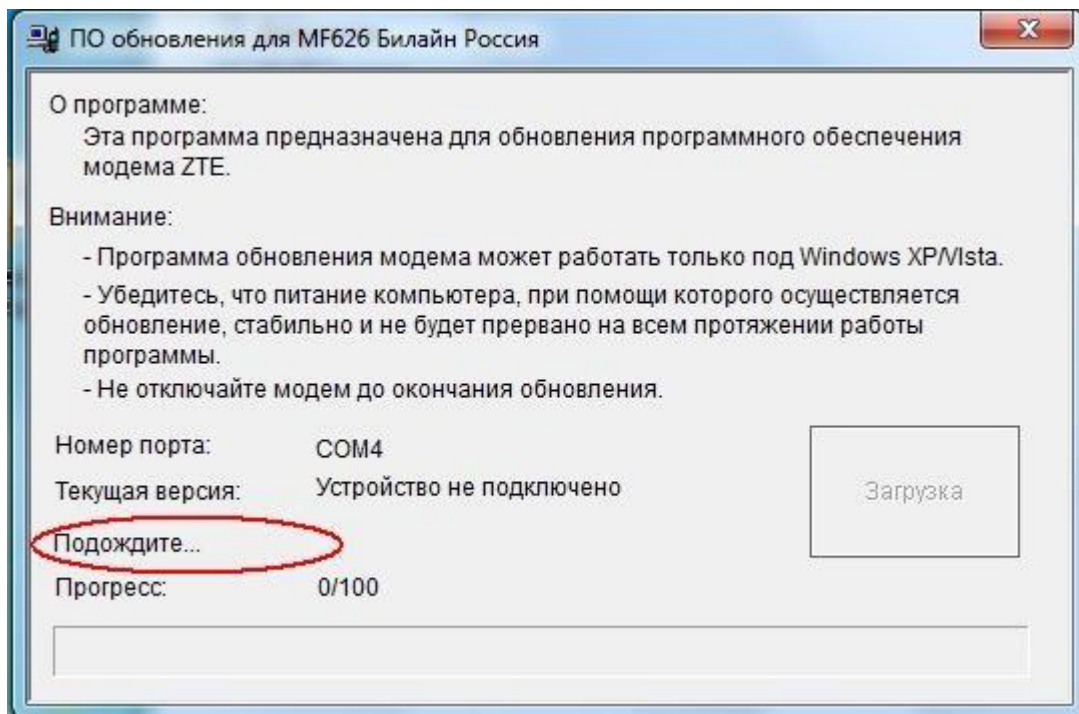 ПО обновления для MF626 Билайн Россия
О программе:
Эта программа предназначена для обновления программного обеспечения
модема ZTE.
Внимание:
- Программа обновления модема может работать только под Windows XP/VIsta.
- Убедитесь, что питание компьютера, при помощи которого осуществляется
обновление, стабильно и не будет прервано на всем протяжении работы
программы.
- Не отключайте модем до окончания обновления.
Номер порта: COM4
Текущая версия: Устройство не подключено
Загрузка
Подождите...
Прогресс: 0/100